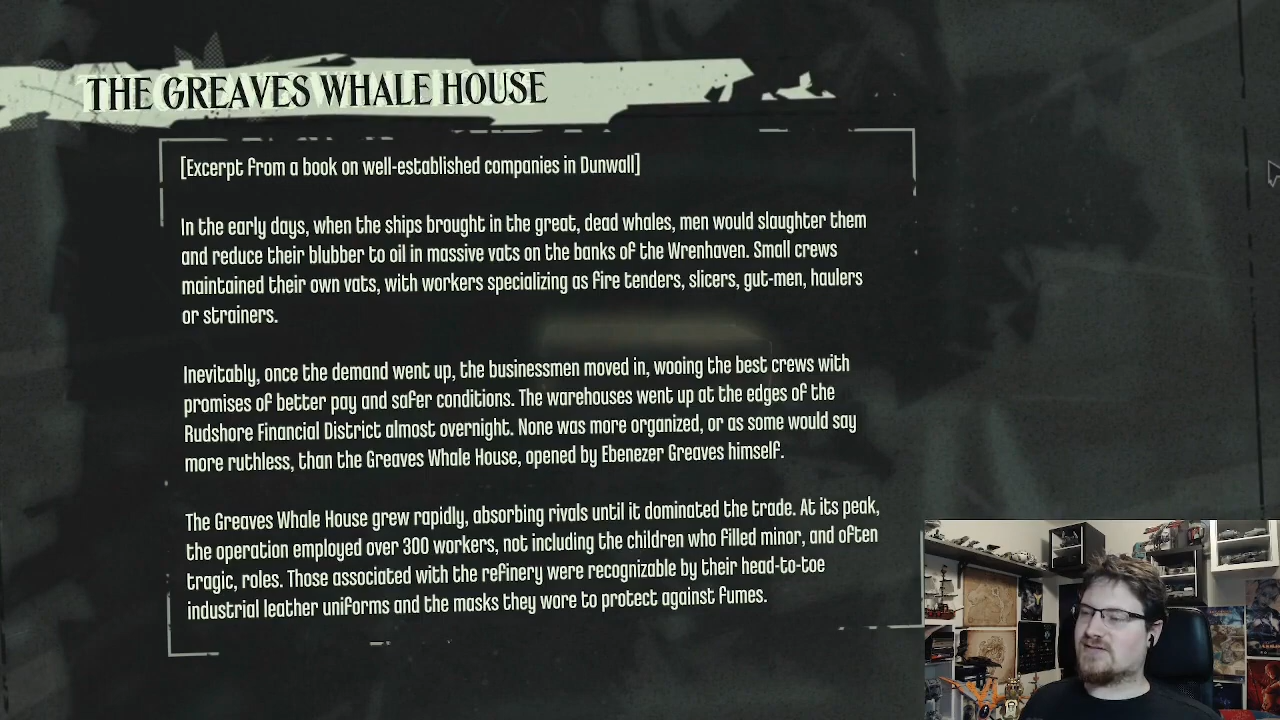 THE GREAVES WHALE HOUSE
[Excerpt from a book on well-established companies in Dunwall]
In the early days, when the ships brought in the great, dead whales, men would slaughter them
and reduce their blubber to oil in massive vats on the banks of the Wrenhaven. Small crews
maintained their own vats, with workers specializing as fire tenders, slicers, gut-men, haulers
or strainers.
Inevitably, once the demand went up, the businessmen moved in, wooing the best crews with
promises of better pay and safer conditions. The warehouses went up at the edges of the
Rudshore Financial District almost overnight. None was more organized, or as some would say
more ruthless, than the Greaves Whale House, opened by Ebenezer Greaves himself.
The Greaves Whale House grew rapidly, absorbing rivals until it dominated the trade. At its peak,
the operation employed over 300 workers, not including the children who filled minor, and often
tragic, roles. Those associated with the refinery were recognizable by their head-to-toe
industrial leather uniforms and the masks they wore to protect against fumes.